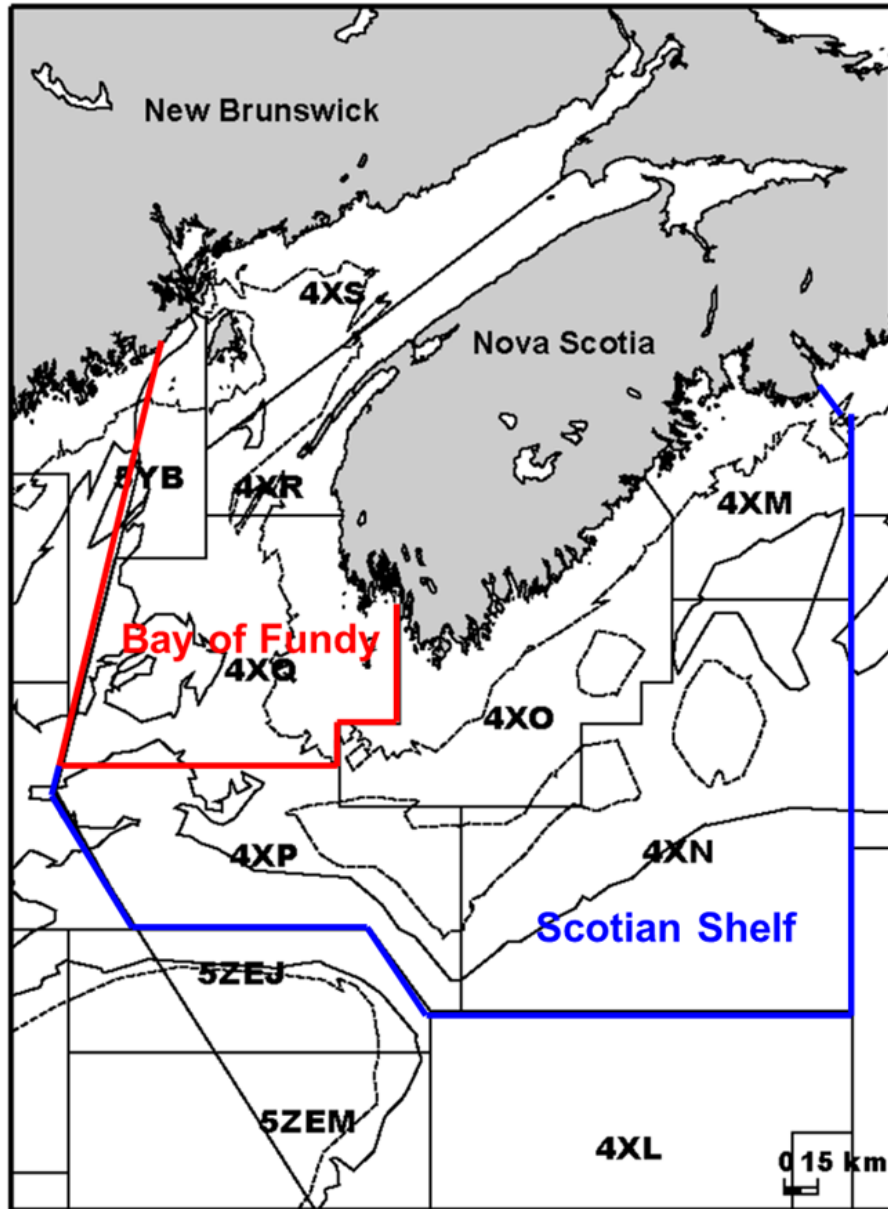 New Brunswick
4XS
Nova Scotia
5YB
4XR
4XM
Bay of Fundy
4XQ
4XO
4XP
4XN
Scotian Shelf
5ZEJ
5ZEM
4XL
0 15 km